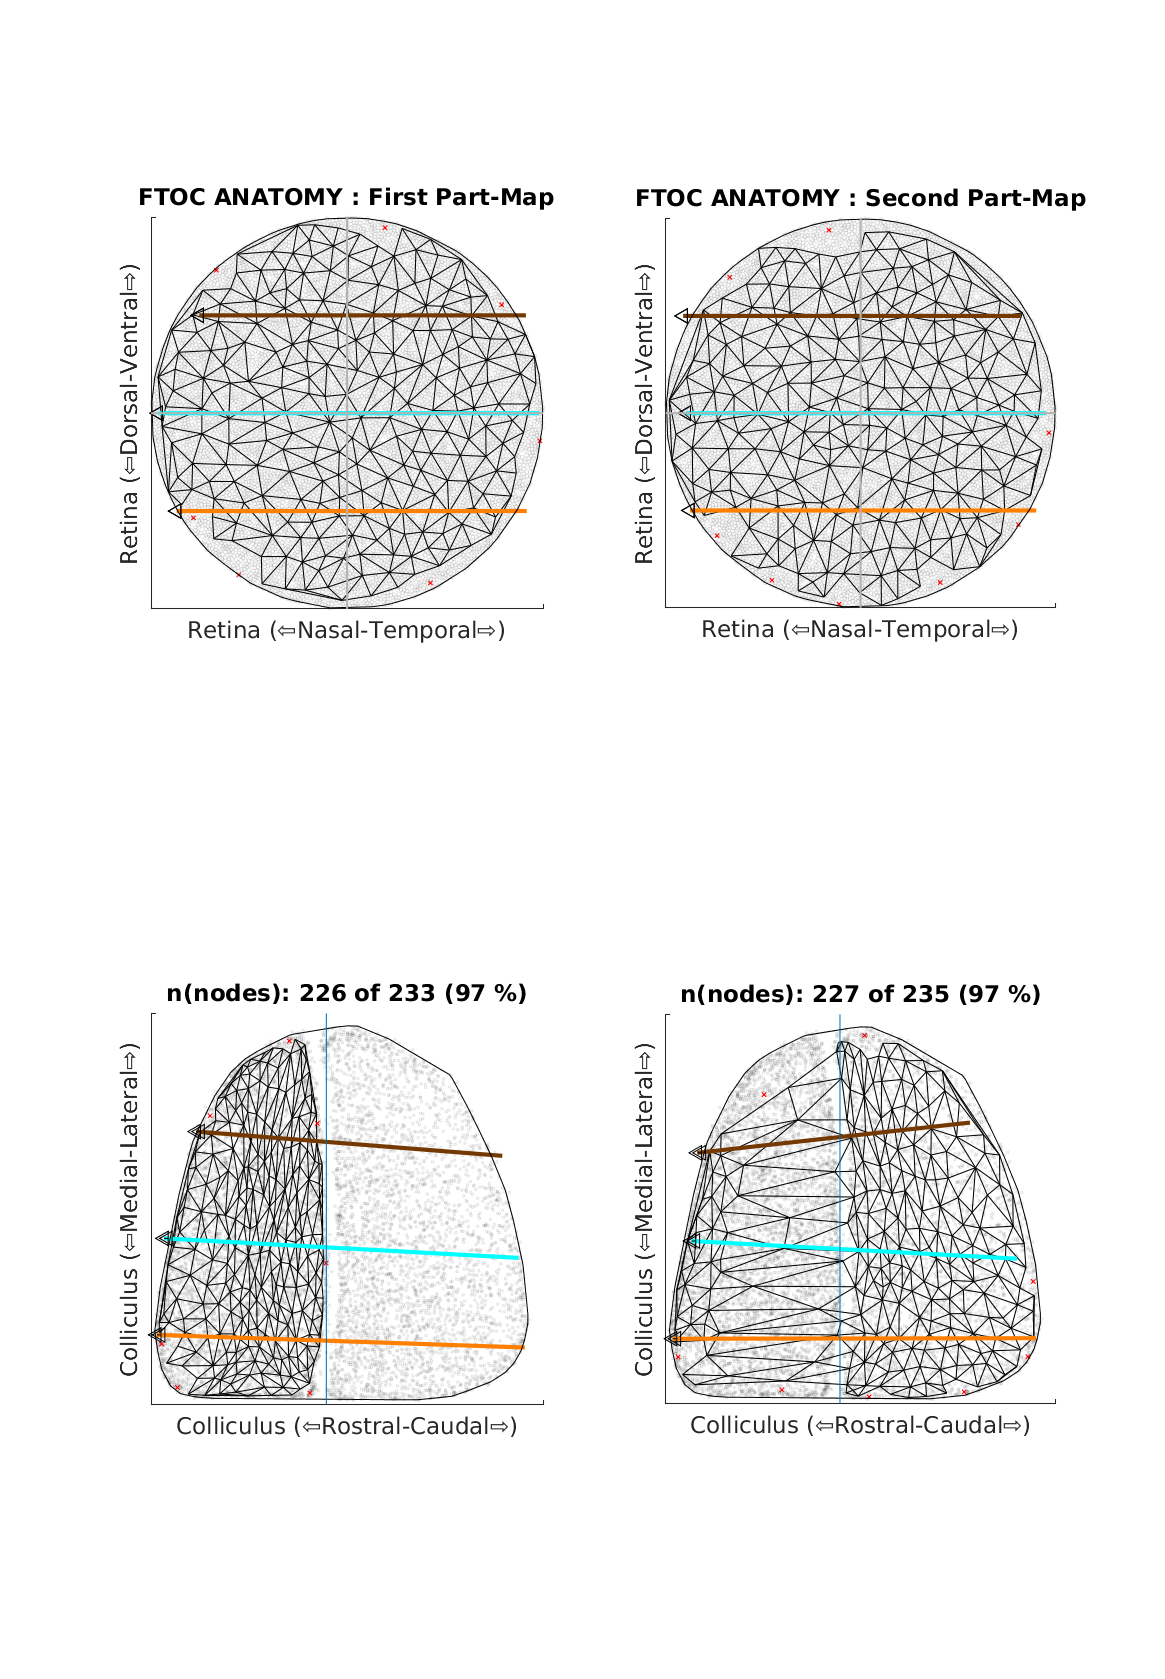 FTOC ANATOMY : First Part-Map
FTOC ANATOMY : Second Part-Map
Retina (⇦Dorsal-Ventral⇨)
Retina (⇦Dorsal-Ventral⇨)
Retina (⇦Nasal-Temporal⇨)
Retina (⇦Nasal-Temporal⇨)
n(nodes): 226 of 233 (97 %)
n(nodes): 227 of 235 (97 %)
Colliculus (⇦Medial-Lateral⇨)
Colliculus (⇦Medial-Lateral⇨)
Colliculus (⇦Rostral-Caudal⇨)
Colliculus (⇦Rostral-Caudal⇨)